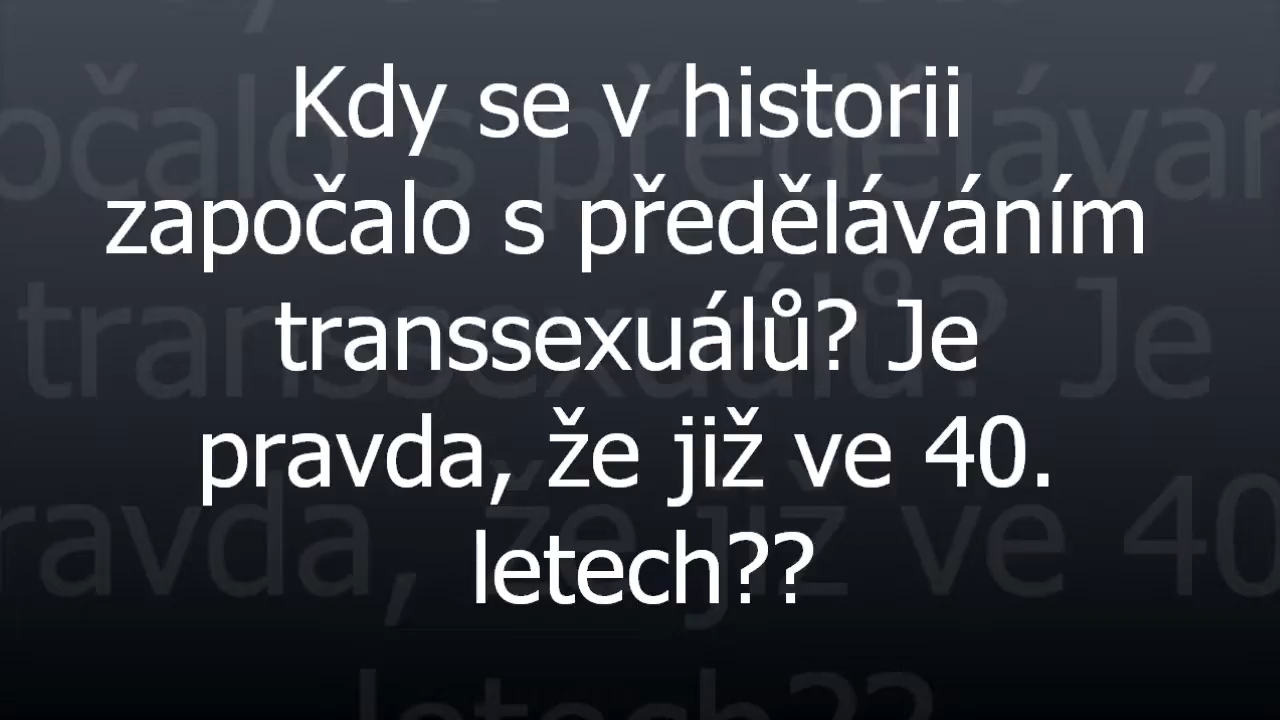 Kdy se v historii
započalo s předěláváním
transsexuálů? Je
pravda, že již ve 40.
letech??